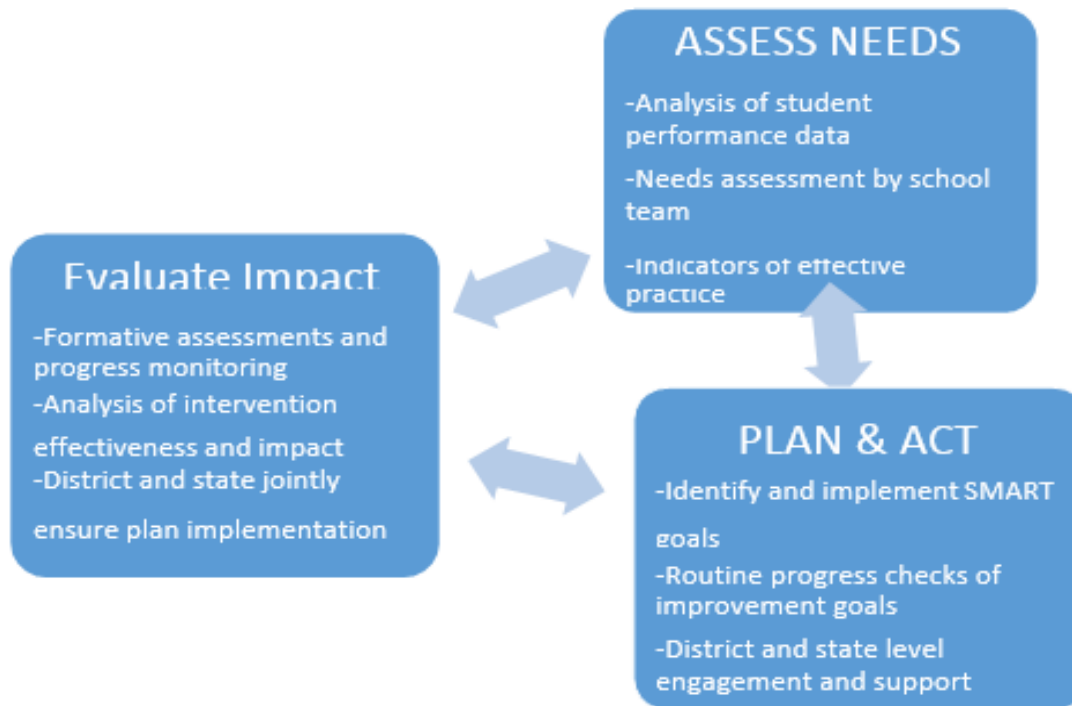 ASSESS NEEDS
-Analysis of student
performance data
-Needs assessment by school
team
-Indicators of effective
practice
Evaluate Impact
-Formative assessments and
progress monitoring
-Analysis of intervention
effectiveness and impact
-District and state jointly
ensure plan implementation
PLAN & ACT
-Identify and implement SMART
goals
-Routine progress checks of
improvement goals
-District and state level
engagement and support